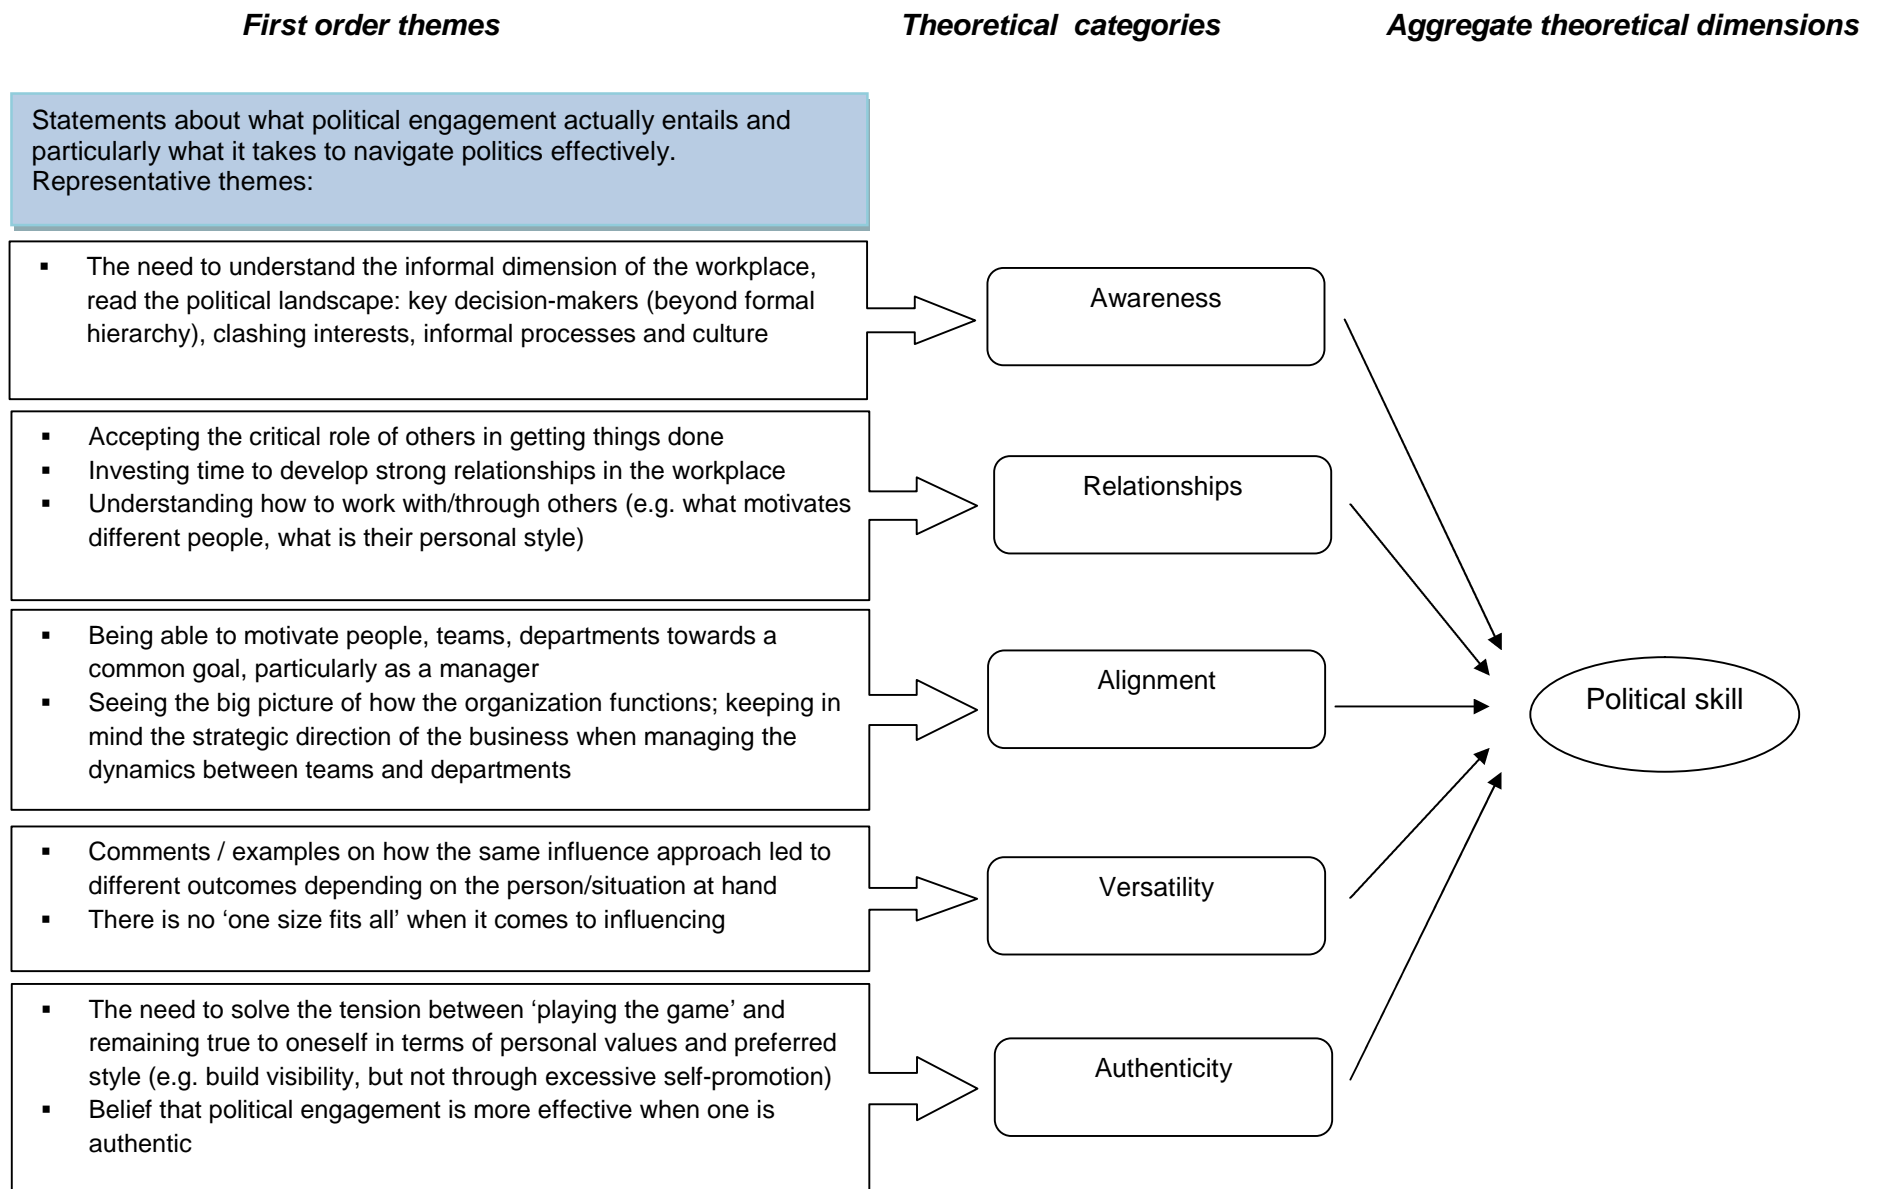 First order themes
Theoretical categories
Aggregate theoretical dimensions
Statements about what political engagement actually entails and
particularly what it takes to navigate politics effectively.
Representative themes:
▪ The need to understand the informal dimension of the workplace,
read the political landscape: key decision-makers (beyond formal
hierarchy), clashing interests, informal processes and culture
Awareness
▪ Accepting the critical role of others in getting things done
▪ Investing time to develop strong relationships in the workplace
▪ Understanding how to work with/through others (e.g. what motivates
different people, what is their personal style)
Relationships
▪ Being able to motivate people, teams, departments towards a
common goal, particularly as a manager
▪ Seeing the big picture of how the organization functions; keeping in
mind the strategic direction of the business when managing the
dynamics between teams and departments
Alignment
Political skill
▪ Comments / examples on how the same influence approach led to
different outcomes depending on the person/situation at hand
▪ There is no ‘one size fits all’ when it comes to influencing
Versatility
▪ The need to solve the tension between ‘playing the game’ and
remaining true to oneself in terms of personal values and preferred
style (e.g. build visibility, but not through excessive self-promotion)
▪ Belief that political engagement is more effective when one is
authentic
Authenticity